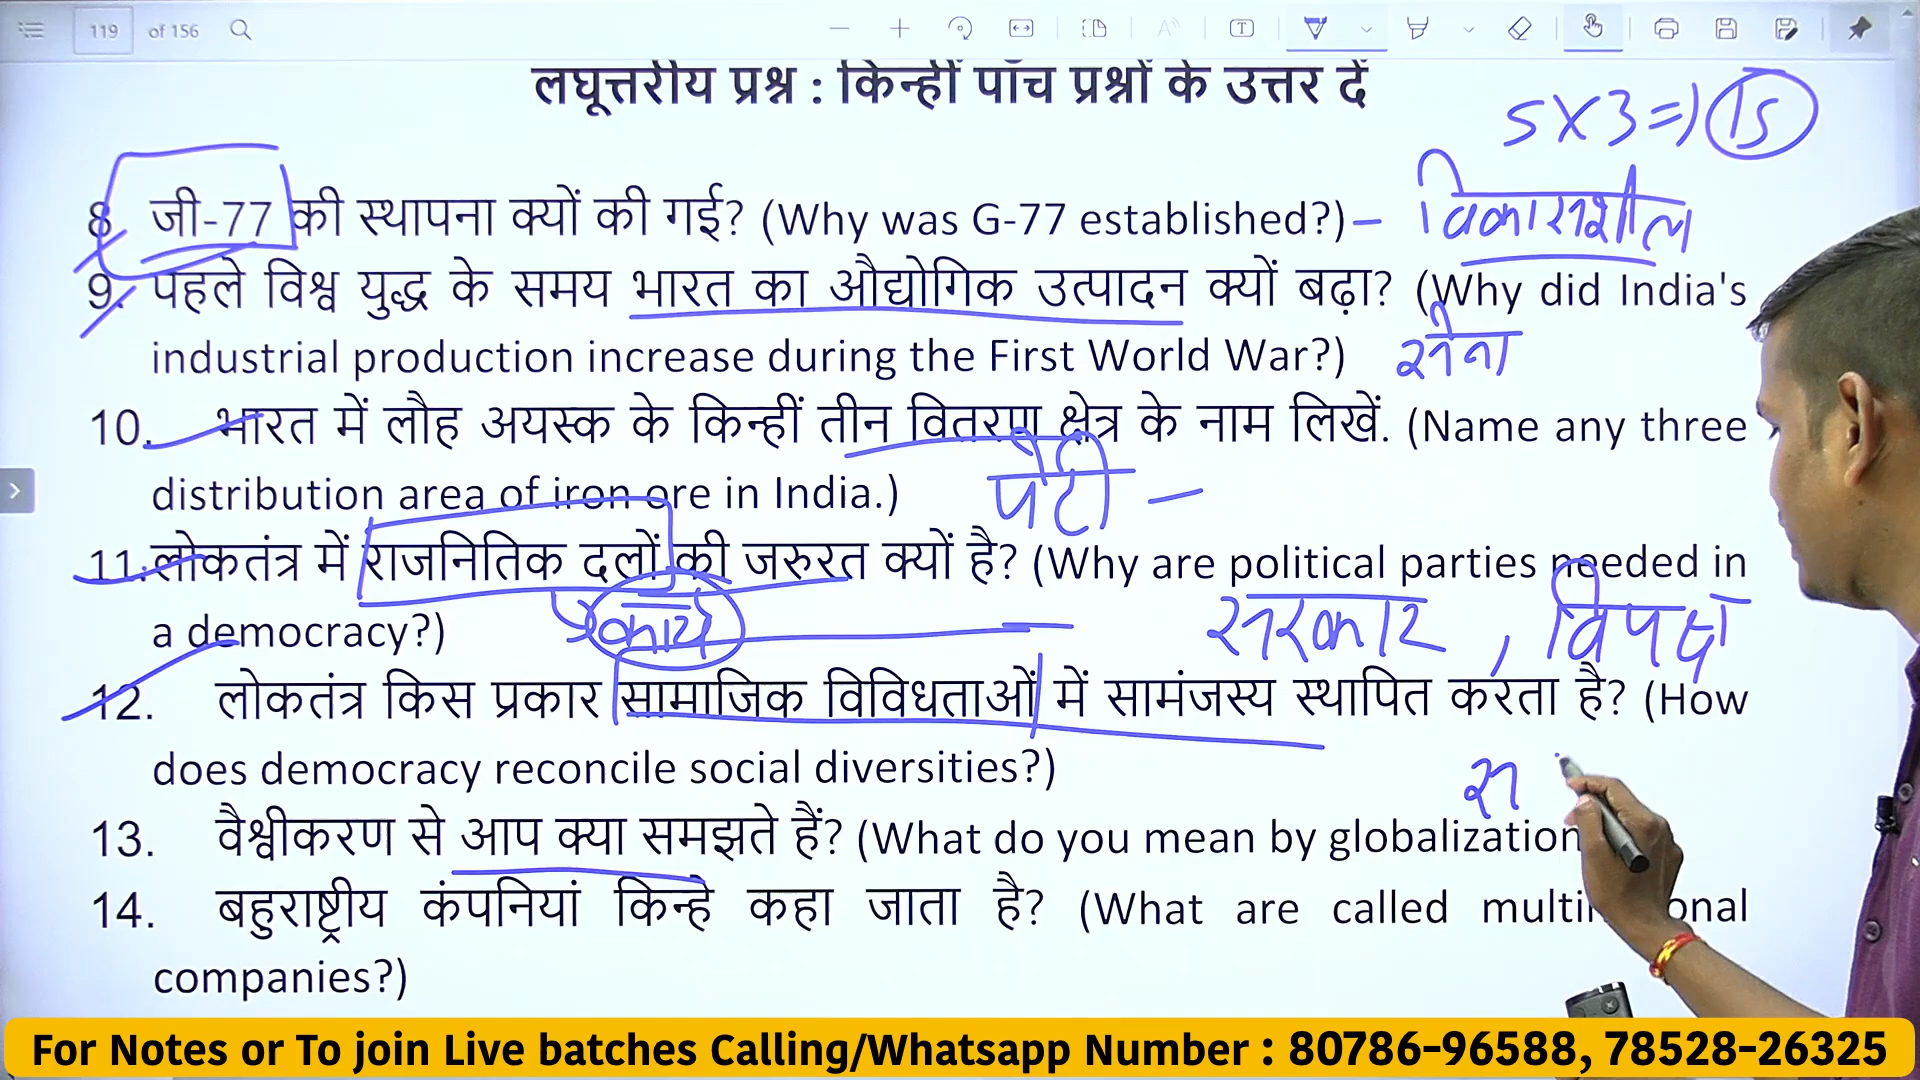 119 of 156
लघूत्तरीय प्रश्न : किन्हीं पाँच प्रश्नों के उत्तर दें
5 X 3 => 15
8. जी-77 की स्थापना क्यों की गई? (Why was G-77 established?) – विकासशील
9. पहले विश्व युद्ध के समय भारत का औद्योगिक उत्पादन क्यों बढ़ा? (Why did India's
industrial production increase during the First World War?) सेना
10. भारत में लौह अयस्क के किन्हीं तीन वितरण क्षेत्र के नाम लिखें. (Name any three
distribution area of iron ore in India.) पेटी –
11. लोकतंत्र में राजनितिक दलों की जरुरत क्यों है? (Why are political parties needed in
a democracy?) कार्य सरकार , विपक्ष
12. लोकतंत्र किस प्रकार सामाजिक विविधताओं में सामंजस्य स्थापित करता है? (How
does democracy reconcile social diversities?)
स
13. वैश्वीकरण से आप क्या समझते हैं? (What do you mean by globalization
14. बहुराष्ट्रीय कंपनियां किन्हे कहा जाता है? (What are called
companies?)
For Notes or To join Live batches Calling/Whatsapp Number : 80786-96588, 78528-26325